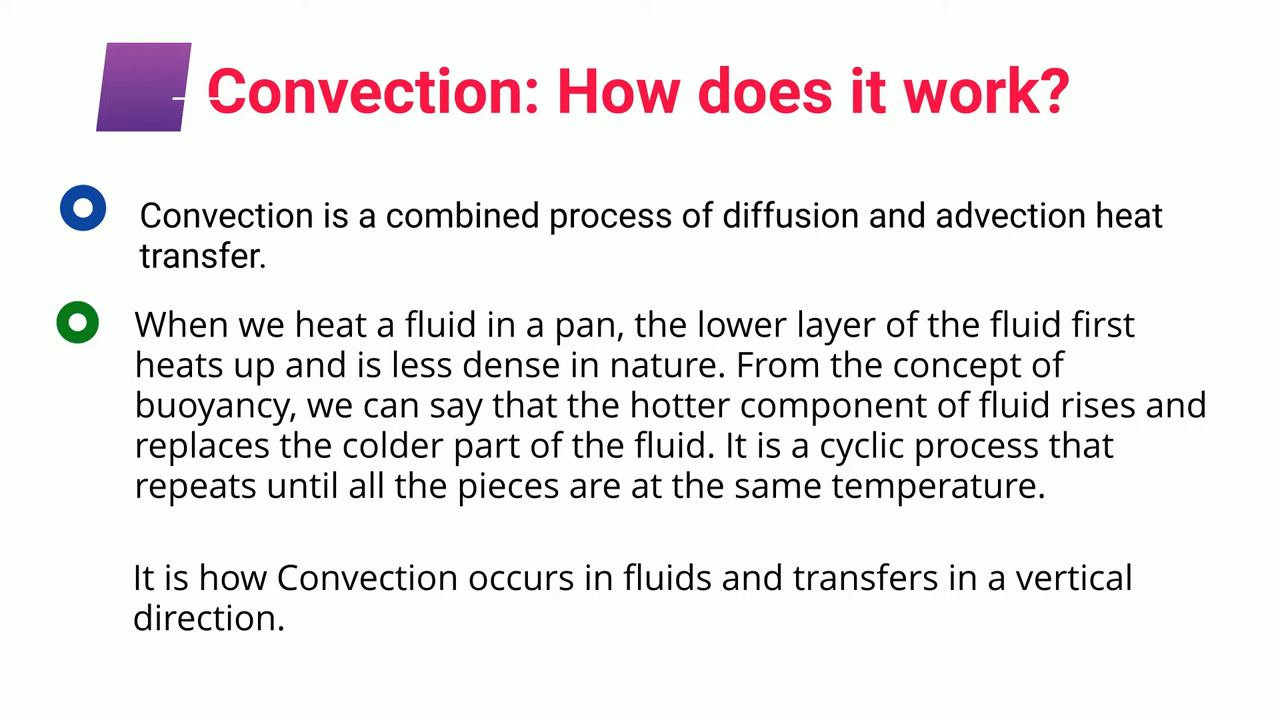 Convection: How does it work?
Convection is a combined process of diffusion and advection heat
transfer.
When we heat a fluid in a pan, the lower layer of the fluid first
heats up and is less dense in nature. From the concept of
buoyancy, we can say that the hotter component of fluid rises and
replaces the colder part of the fluid. It is a cyclic process that
repeats until all the pieces are at the same temperature.
It is how Convection occurs in fluids and transfers in a vertical
direction.